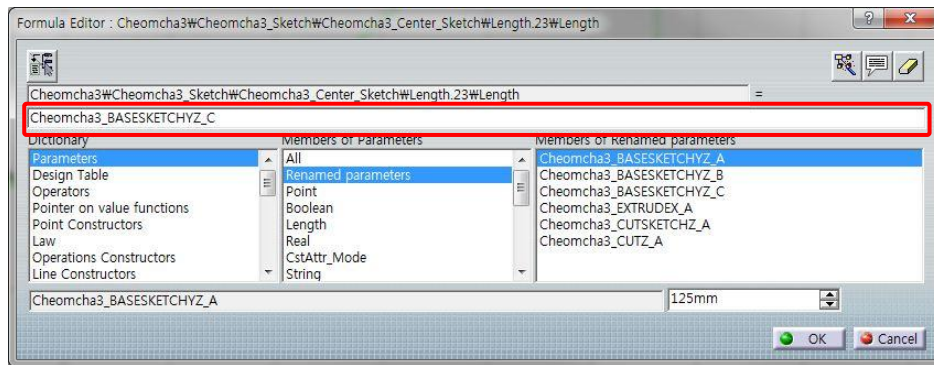 Formula Editor : Cheomcha3₩Cheomcha3_Sketch₩Cheomcha3_Center_Sketch₩Length.23₩Length
Cheomcha3₩Cheomcha3_Sketch₩Cheomcha3_Center_Sketch₩Length.23₩Length =
Cheomcha3_BASESKETCHYZ_C
Dictionary Members of Parameters Members of Renamed parameters
Parameters All Cheomcha3_BASESKETCHYZ_A
Design Table Renamed parameters Cheomcha3_BASESKETCHYZ_B
Operators Point Cheomcha3_BASESKETCHYZ_C
Pointer on value functions Boolean Cheomcha3_EXTRUDEX_A
Point Constructors Length Cheomcha3_CUTSKETCHZ_A
Law Real Cheomcha3_CUTZ_A
Operations Constructors CstAttr_Mode
Line Constructors String
Cheomcha3_BASESKETCHYZ_A 125mm
OK Cancel